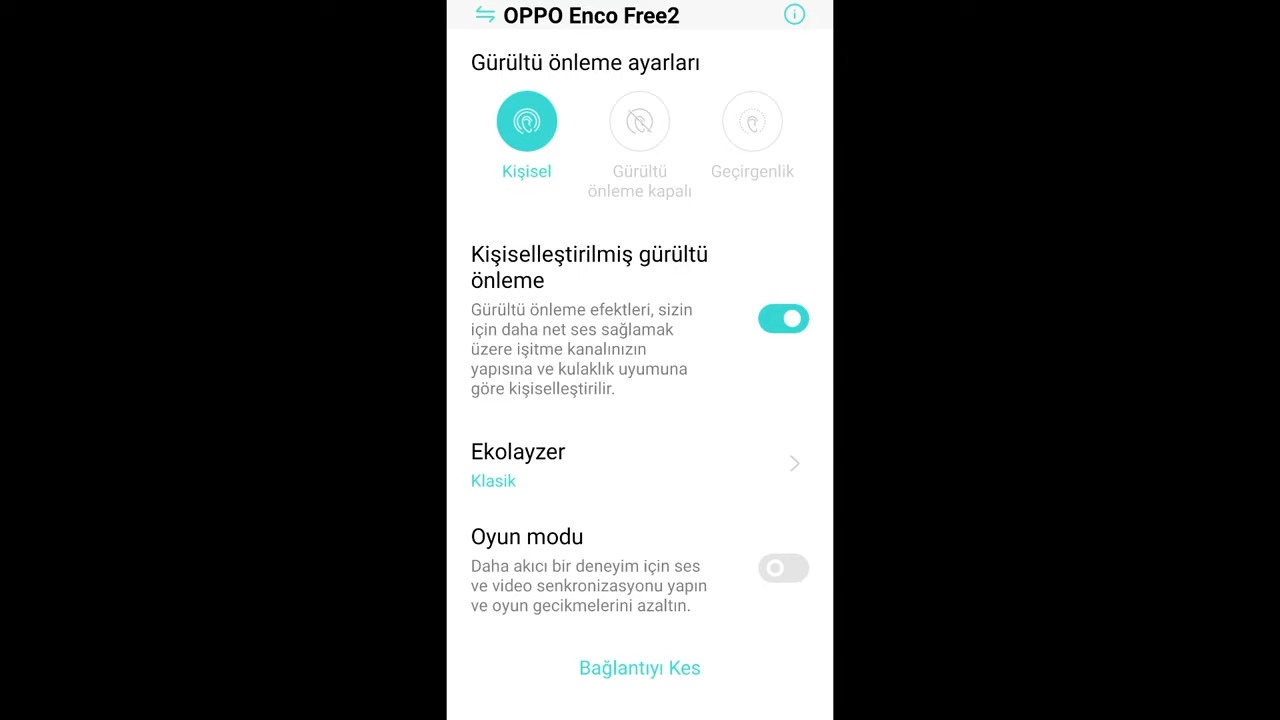 OPPO Enco Free2
Gürültü önleme ayarları
Kişisel
Gürültü
önleme kapalı
Geçirgenlik
Kişiselleştirilmiş gürültü
önleme
Gürültü önleme efektleri, sizin
için daha net ses sağlamak
üzere işitme kanalınızın
yapısına ve kulaklık uyumuna
göre kişiselleştirilir.
Ekolayzer
Klasik
Oyun modu
Daha akıcı bir deneyim için ses
ve video senkronizasyonu yapın
ve oyun gecikmelerini azaltın.
Bağlantıyı Kes